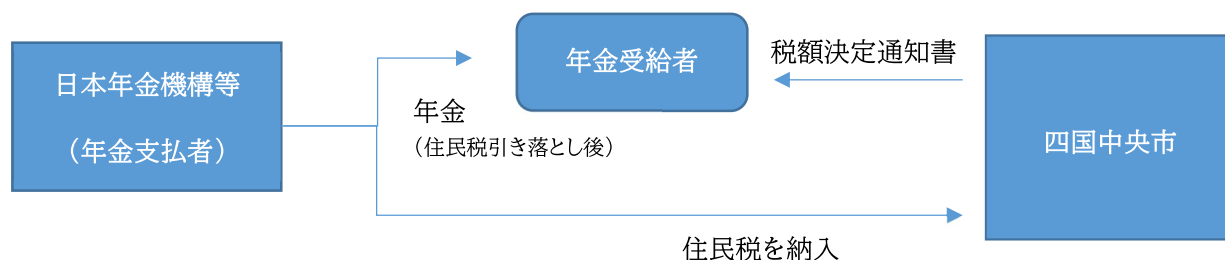 日本年金機構等
（年金支払者）
年金受給者
年金
（住民税引き落とし後）
税額決定通知書
四国中央市
住民税を納入